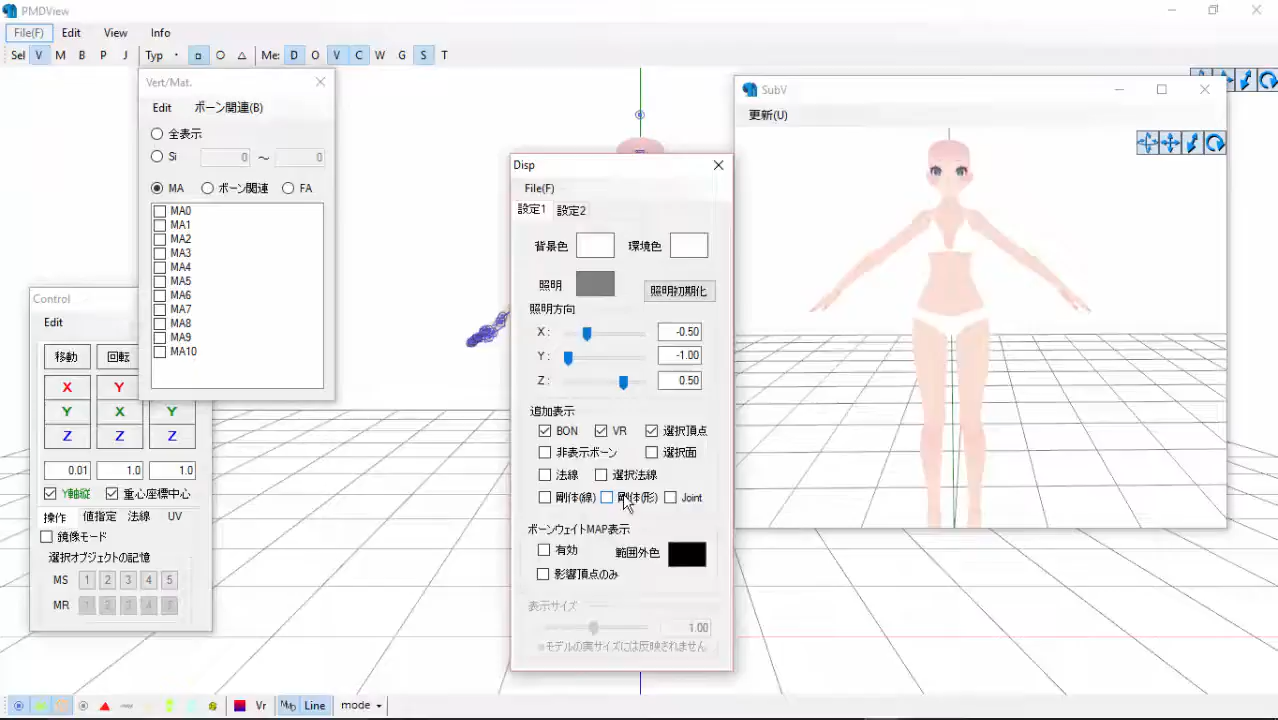 PMDView
File(F) Edit View Info
Sel V M B P J Typ Me: D O V C W G S T
Vert/Mat.
Edit ボーン関連(B)
全表示
Si 0 ～ 0
MA ボーン関連 FA
MA0
MA1
MA2
MA3
MA4
MA5
MA6
MA7
MA8
MA9
MA10
Control
Edit
移動 回転
X Y
Y X Y
Z Z Z
0.01 1.0 1.0
Y軸縦 重心座標中心
操作 値指定 法線 UV
鏡像モード
選択オブジェクトの記憶
MS 1 2 3 4 5
MR 1 2 3 4 5
Disp
File(F)
設定1 設定2
背景色 環境色
照明 照明初期化
照明方向
X: -0.50
Y: -1.00
Z: 0.50
追加表示
BON VR 選択頂点
非表示ボーン 選択面
法線 選択法線
剛体(線) 剛体(形) Joint
ボーンウェイトMAP表示
有効 範囲外色
影響頂点のみ
表示サイズ
1.00
※モデルの実サイズには反映されません
SubV
更新(U)
Vr Line mode